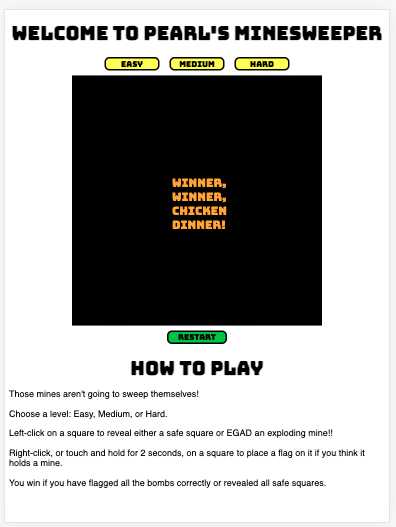 WELCOME TO PEARL'S MINESWEEPER
EASY MEDIUM HARD
WINNER,
WINNER,
CHICKEN
DINNER!
RESTART
HOW TO PLAY
Those mines aren't going to sweep themselves!
Choose a level: Easy, Medium, or Hard.
Left-click on a square to reveal either a safe square or EGAD an exploding mine!!
Right-click, or touch and hold for 2 seconds, on a square to place a flag on it if you think it
holds a mine.
You win if you have flagged all the bombs correctly or revealed all safe squares.